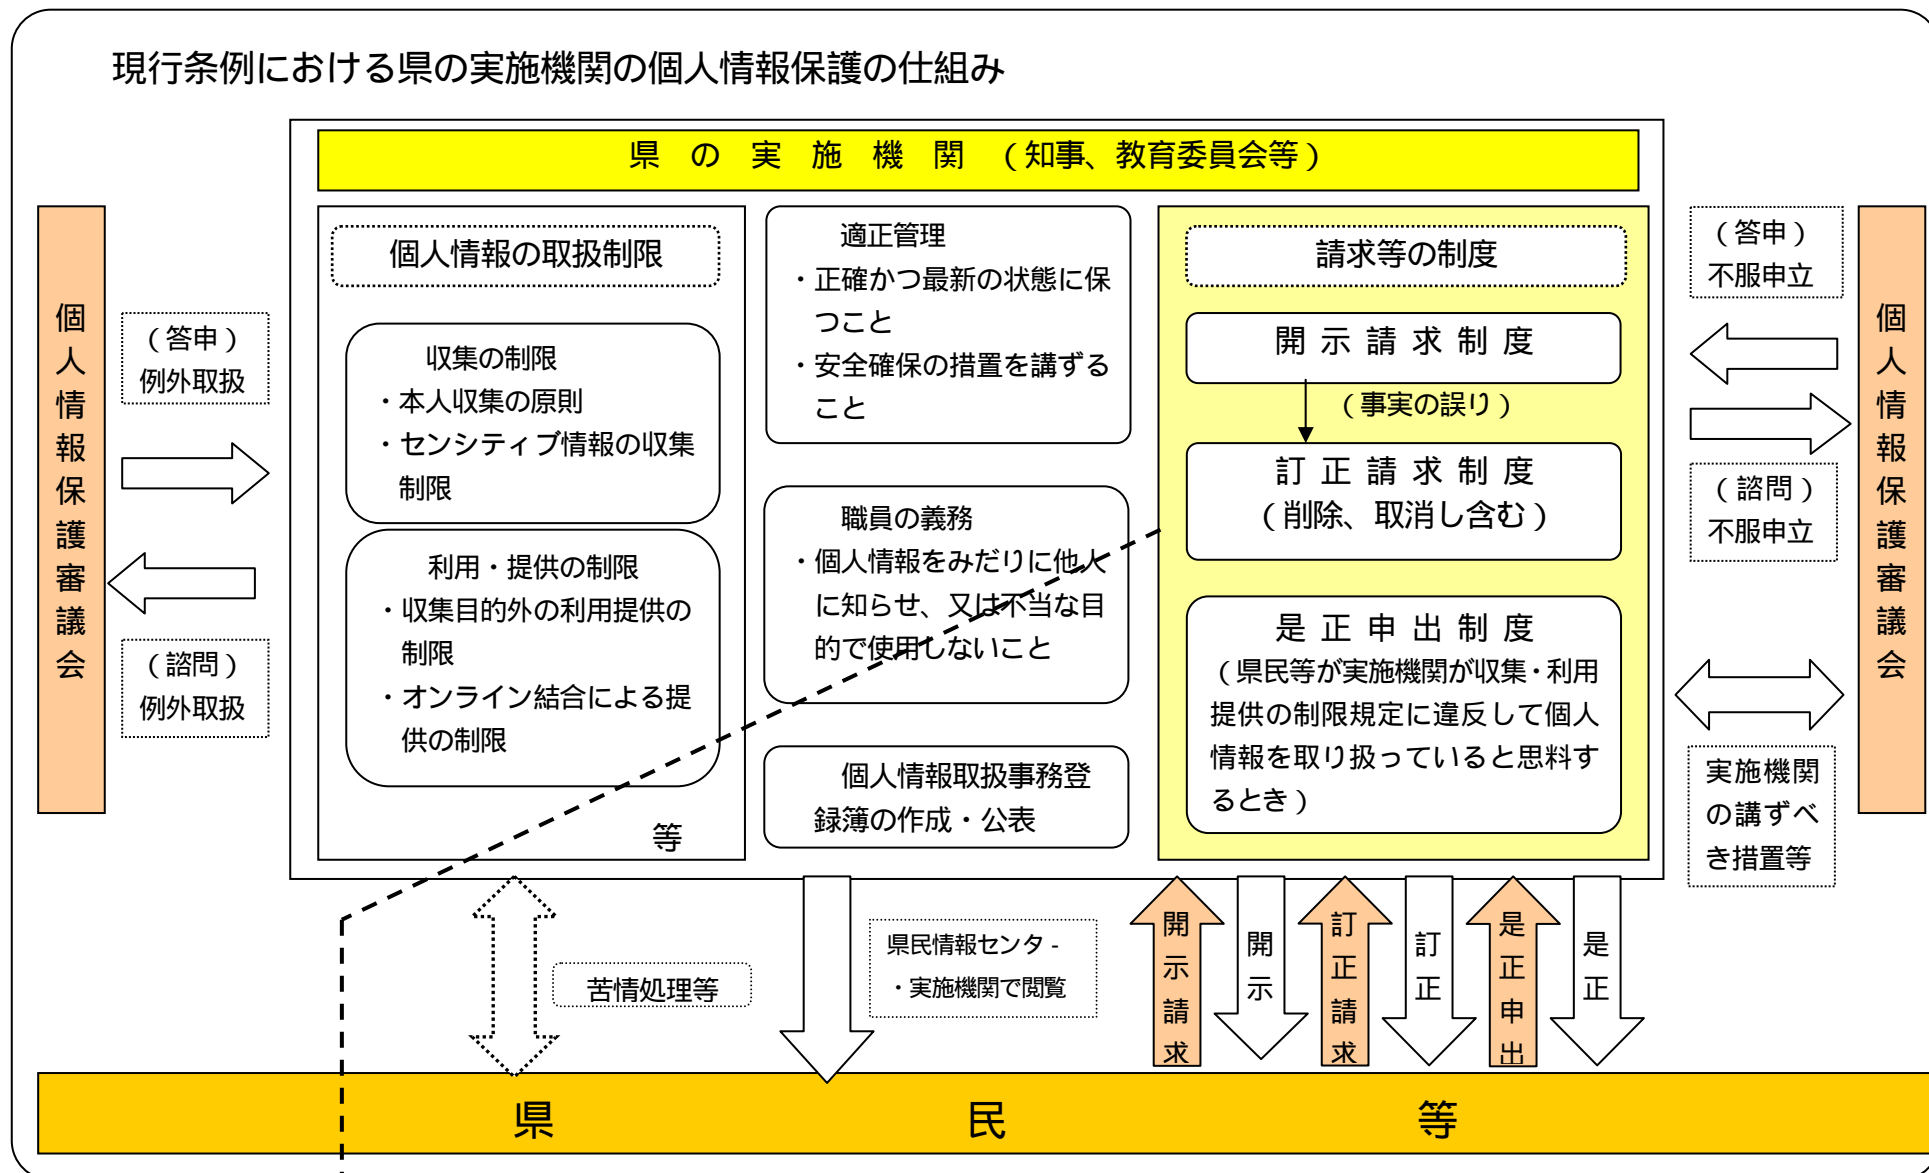 現行条例における県の実施機関の個人情報保護の仕組み
県の実施機関（知事、教育委員会等）
個人情報保護審議会
（答申）
例外取扱
（諮問）
例外取扱
個人情報の取扱制限
収集の制限
・本人収集の原則
・センシティブ情報の収集
制限
利用・提供の制限
・収集目的外の利用提供の
制限
・オンライン結合による提
供の制限
等
適正管理
・正確かつ最新の状態に保
つこと
・安全確保の措置を講ずる
こと
職員の義務
・個人情報をみだりに他人
に知らせ、又は不当な目
的で使用しないこと
個人情報取扱事務登
録簿の作成・公表
請求等の制度
開示請求制度
（事実の誤り）
訂正請求制度
（削除、取消し含む）
是正申出制度
（県民等が実施機関が収集・利用
提供の制限規定に違反して個人
情報を取り扱っていると思料す
るとき）
（答申）
不服申立
（諮問）
不服申立
実施機関
の講ずべ
き措置等
個人情報保護審議会
苦情処理等
県民情報センタ-
・実施機関で閲覧
開示請求
開示
訂正請求
訂正
是正申出
是正
県民等